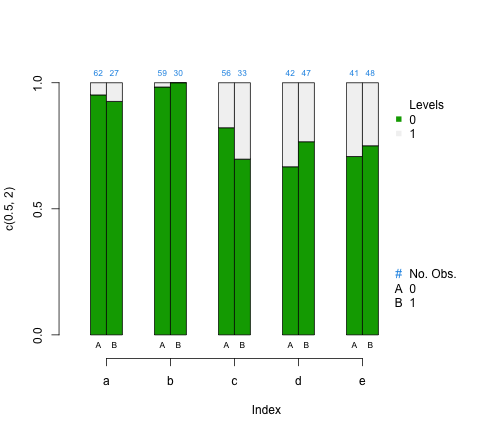 62 27 59 30 56 33 42 47 41 48
1.0
0.5
0.0
c(0.5, 2)
Levels
0
1
# No. Obs.
A 0
B 1
A B A B A B A B A B
a b c d e
Index